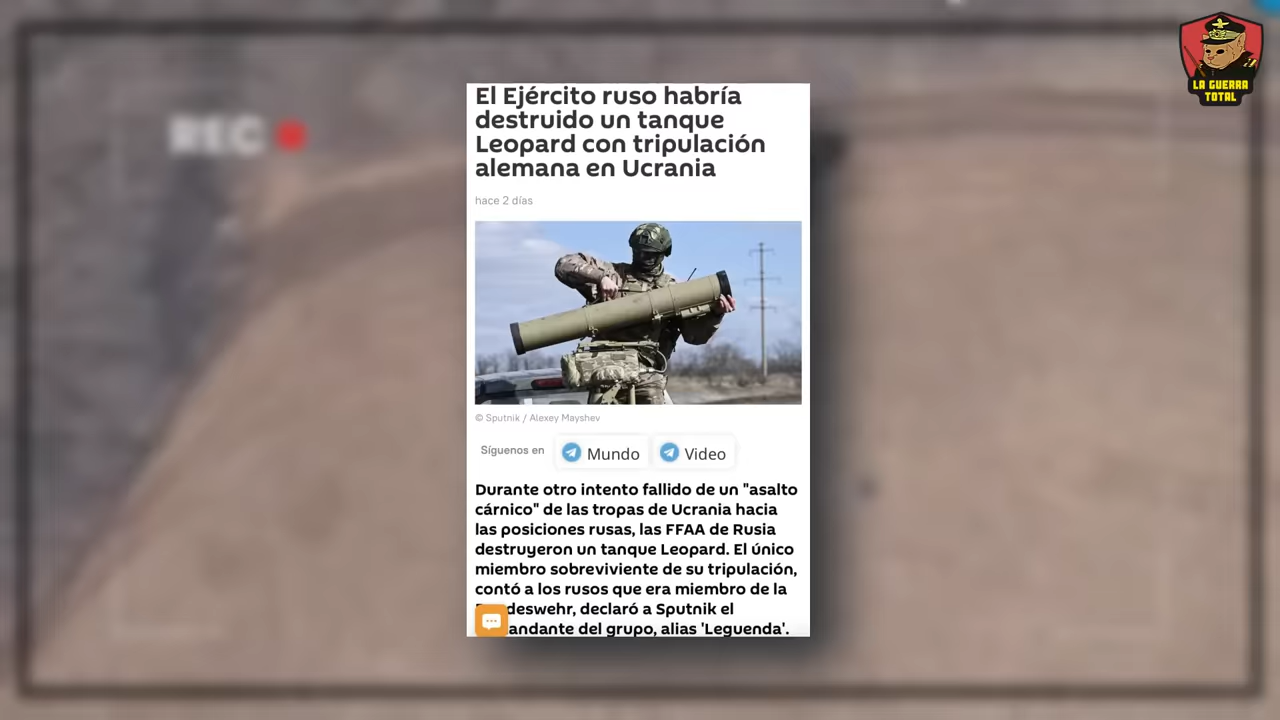 LA GUERRA
TOTAL
REC
El Ejército ruso habría
destruido un tanque
Leopard con tripulación
alemana en Ucrania
hace 2 días
© Sputnik / Alexey Mayshev
Síguenos en
Mundo
Video
Durante otro intento fallido de un "asalto
cárnico" de las tropas de Ucrania hacia
las posiciones rusas, las FFAA de Rusia
destruyeron un tanque Leopard. El único
miembro sobreviviente de su tripulación,
contó a los rusos que era miembro de la
deswehr, declaró a Sputnik el
andante del grupo, alias 'Leguenda'.